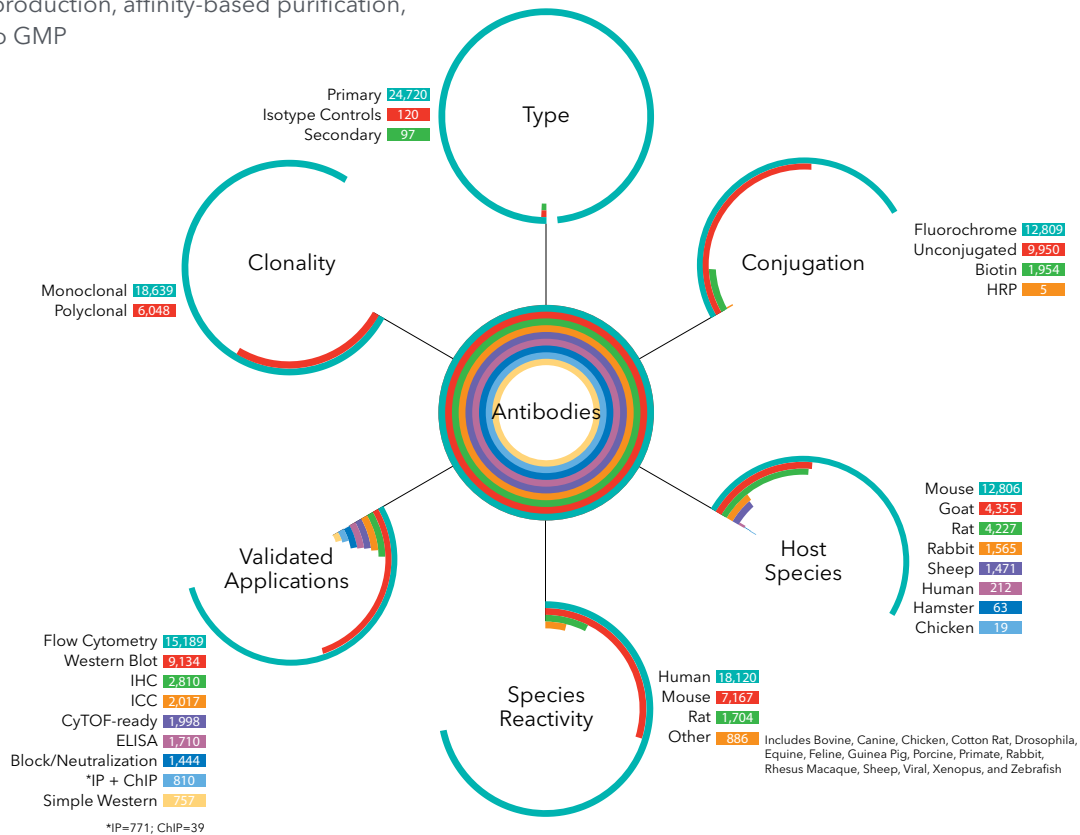 production, affinity-based purification,
o GMP
Type
Primary 24,720
Isotype Controls 120
Secondary 97
Clonality
Monoclonal 18,639
Polyclonal 6,048
Conjugation
Fluorochrome 12,809
Unconjugated 9,950
Biotin 1,954
HRP 5
Antibodies
Host
Species
Mouse 12,806
Goat 4,355
Rat 4,227
Rabbit 1,565
Sheep 1,471
Human 212
Hamster 63
Chicken 19
Validated
Applications
Flow Cytometry 15,189
Western Blot 9,134
IHC 2,810
ICC 2,017
CyTOF-ready 1,998
ELISA 1,710
Block/Neutralization 1,444
*IP + ChIP 810
Simple Western 757
*IP=771; ChIP=39
Species
Reactivity
Human 18,120
Mouse 7,167
Rat 1,704
Other 886
Includes Bovine, Canine, Chicken, Cotton Rat, Drosophila,
Equine, Feline, Guinea Pig, Porcine, Primate, Rabbit,
Rhesus Macaque, Sheep, Viral, Xenopus, and Zebrafish